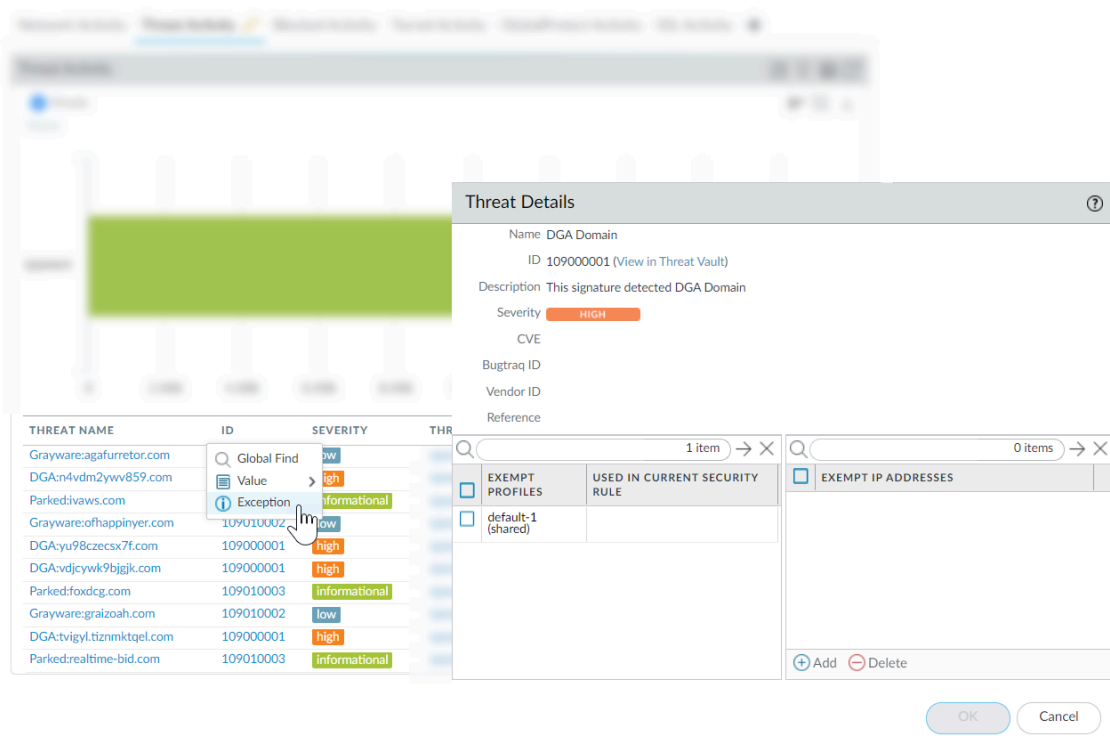 Threat Details
Name DGA Domain
ID 109000001 (View in Threat Vault)
Description This signature detected DGA Domain
Severity HIGH
CVE
Bugtraq ID
Vendor ID
Reference
1 item
EXEMPT PROFILES
USED IN CURRENT SECURITY RULE
default-1 (shared)
0 items
EXEMPT IP ADDRESSES
Add Delete
OK Cancel
THREAT NAME ID SEVERITY THR
Grayware:agafurretor.com ow
DGA:n4vdm2ywv859.com igh
Parked:ivaws.com nformational
Grayware:ofhappinyer.com 109010002 ow
DGA:yu98czecsx7f.com 109000001 high
DGA:vdjcywk9bjgjk.com 109000001 high
Parked:foxdcg.com 109010003 informational
Grayware:graizoah.com 109010002 low
DGA:tvigyl.tiznmktqel.com 109000001 high
Parked:realtime-bid.com 109010003 informational
Global Find
Value
Exception